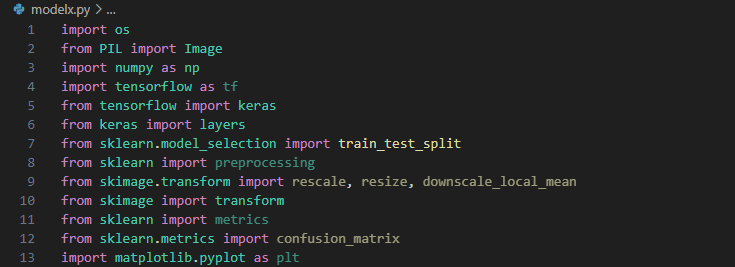 modelx.py > ...
1 import os
2 from PIL import Image
3 import numpy as np
4 import tensorflow as tf
5 from tensorflow import keras
6 from keras import layers
7 from sklearn.model_selection import train_test_split
8 from sklearn import preprocessing
9 from skimage.transform import rescale, resize, downscale_local_mean
10 from skimage import transform
11 from sklearn import metrics
12 from sklearn.metrics import confusion_matrix
13 import matplotlib.pyplot as plt